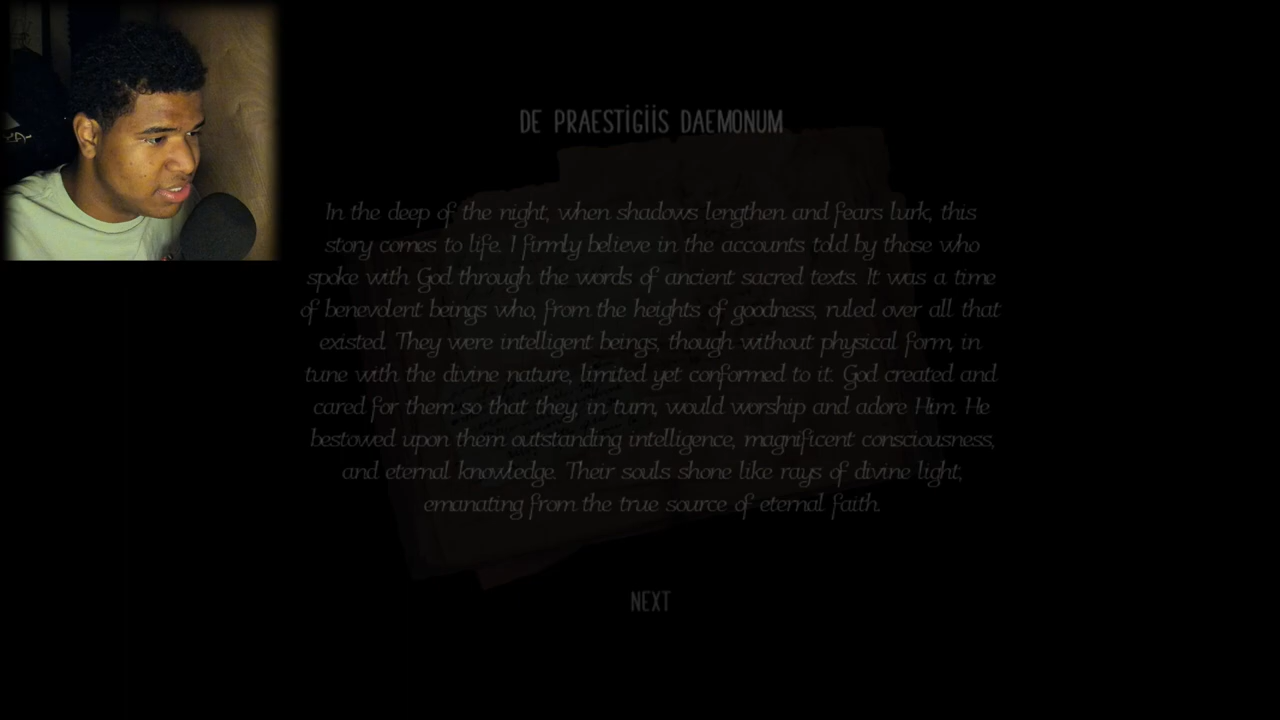 DE PRAESTIGIIS DAEMONUM
In the deep of the night, when shadows lengthen and fears lurk, this
story comes to life. I firmly believe in the accounts told by those who
spoke with God through the words of ancient sacred texts. It was a time
of benevolent beings who, from the heights of goodness, ruled over all that
existed. They were intelligent beings, though without physical form, in
tune with the divine nature, limited yet conformed to it. God created and
cared for them so that they, in turn, would worship and adore Him. He
bestowed upon them outstanding intelligence, magnificent consciousness,
and eternal knowledge. Their souls shone like rays of divine light,
emanating from the true source of eternal faith.
NEXT